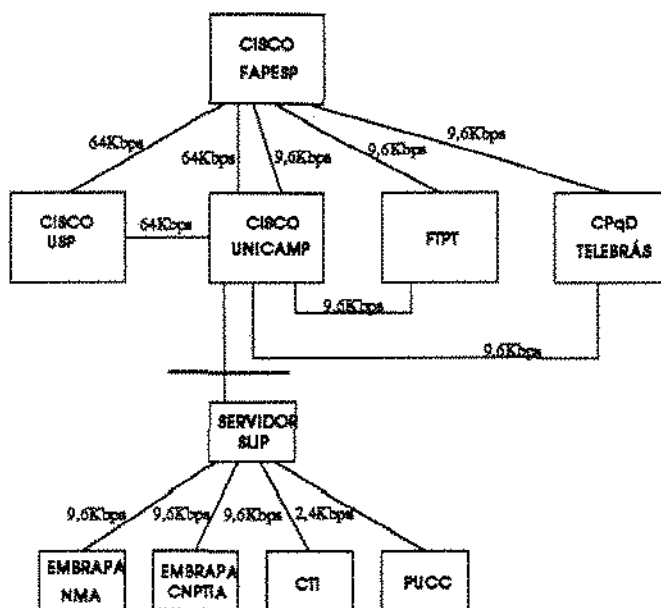 CISCO
FAPESP
64Kbps
64Kbps
9,6Kbps
9,6Kbps
9,6Kbps
CISCO
USP
64Kbps
CISCO
UNICAMP
FTPT
CPqD
TELEBRÁS
9,6Kbps
9,6Kbps
SERVIDOR
SLIP
9,6Kbps
9,6Kbps
9,6Kbps
2,4Kbps
EMBRAPA
NMA
EMBRAPA
CNPTIA
CTI
PUCC